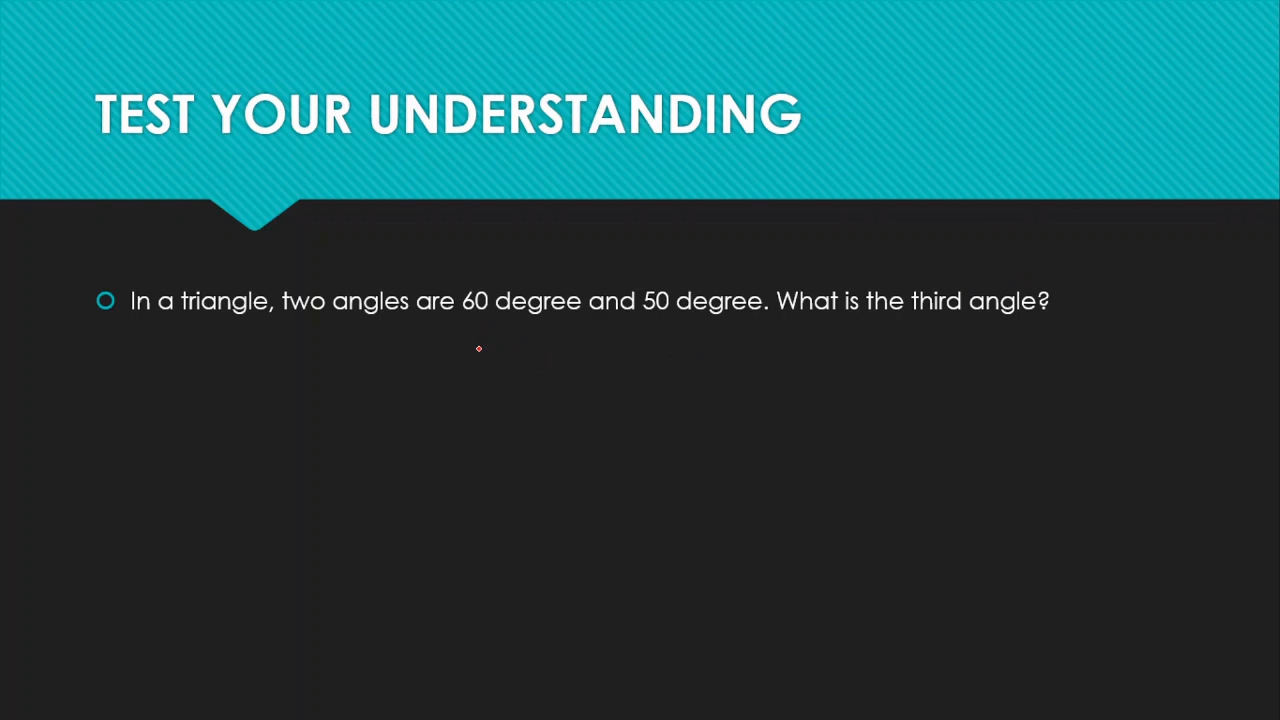 TEST YOUR UNDERSTANDING
In a triangle, two angles are 60 degree and 50 degree. What is the third angle?